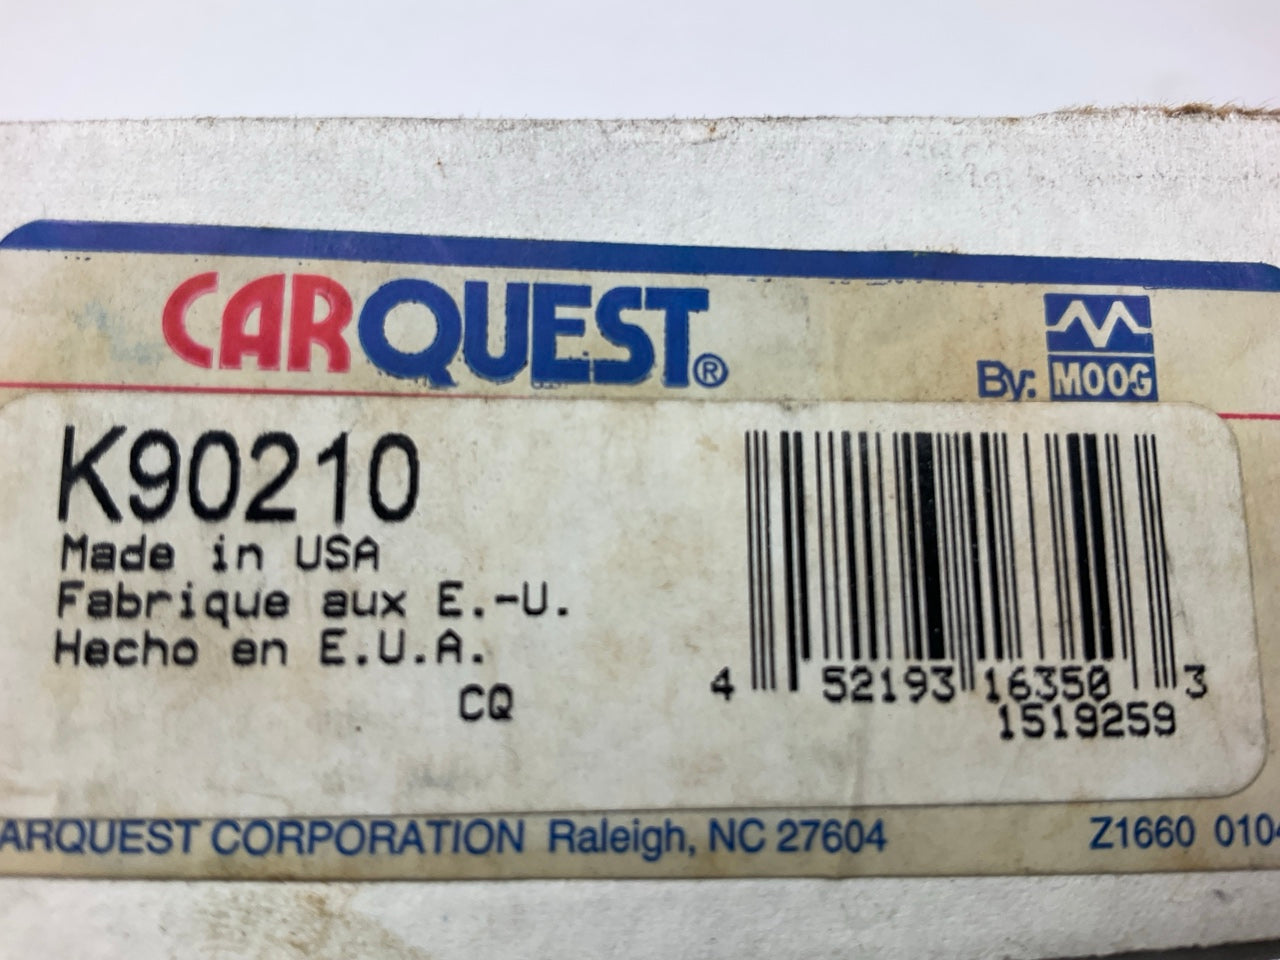 CARQUEST®
By: MOOG
K90210
Made in USA
Fabrique aux E.-U.
Hecho en E.U.A.
CQ
4 52193 16350 3
1519259
ARQUEST CORPORATION Raleigh, NC 27604
Z1660 010